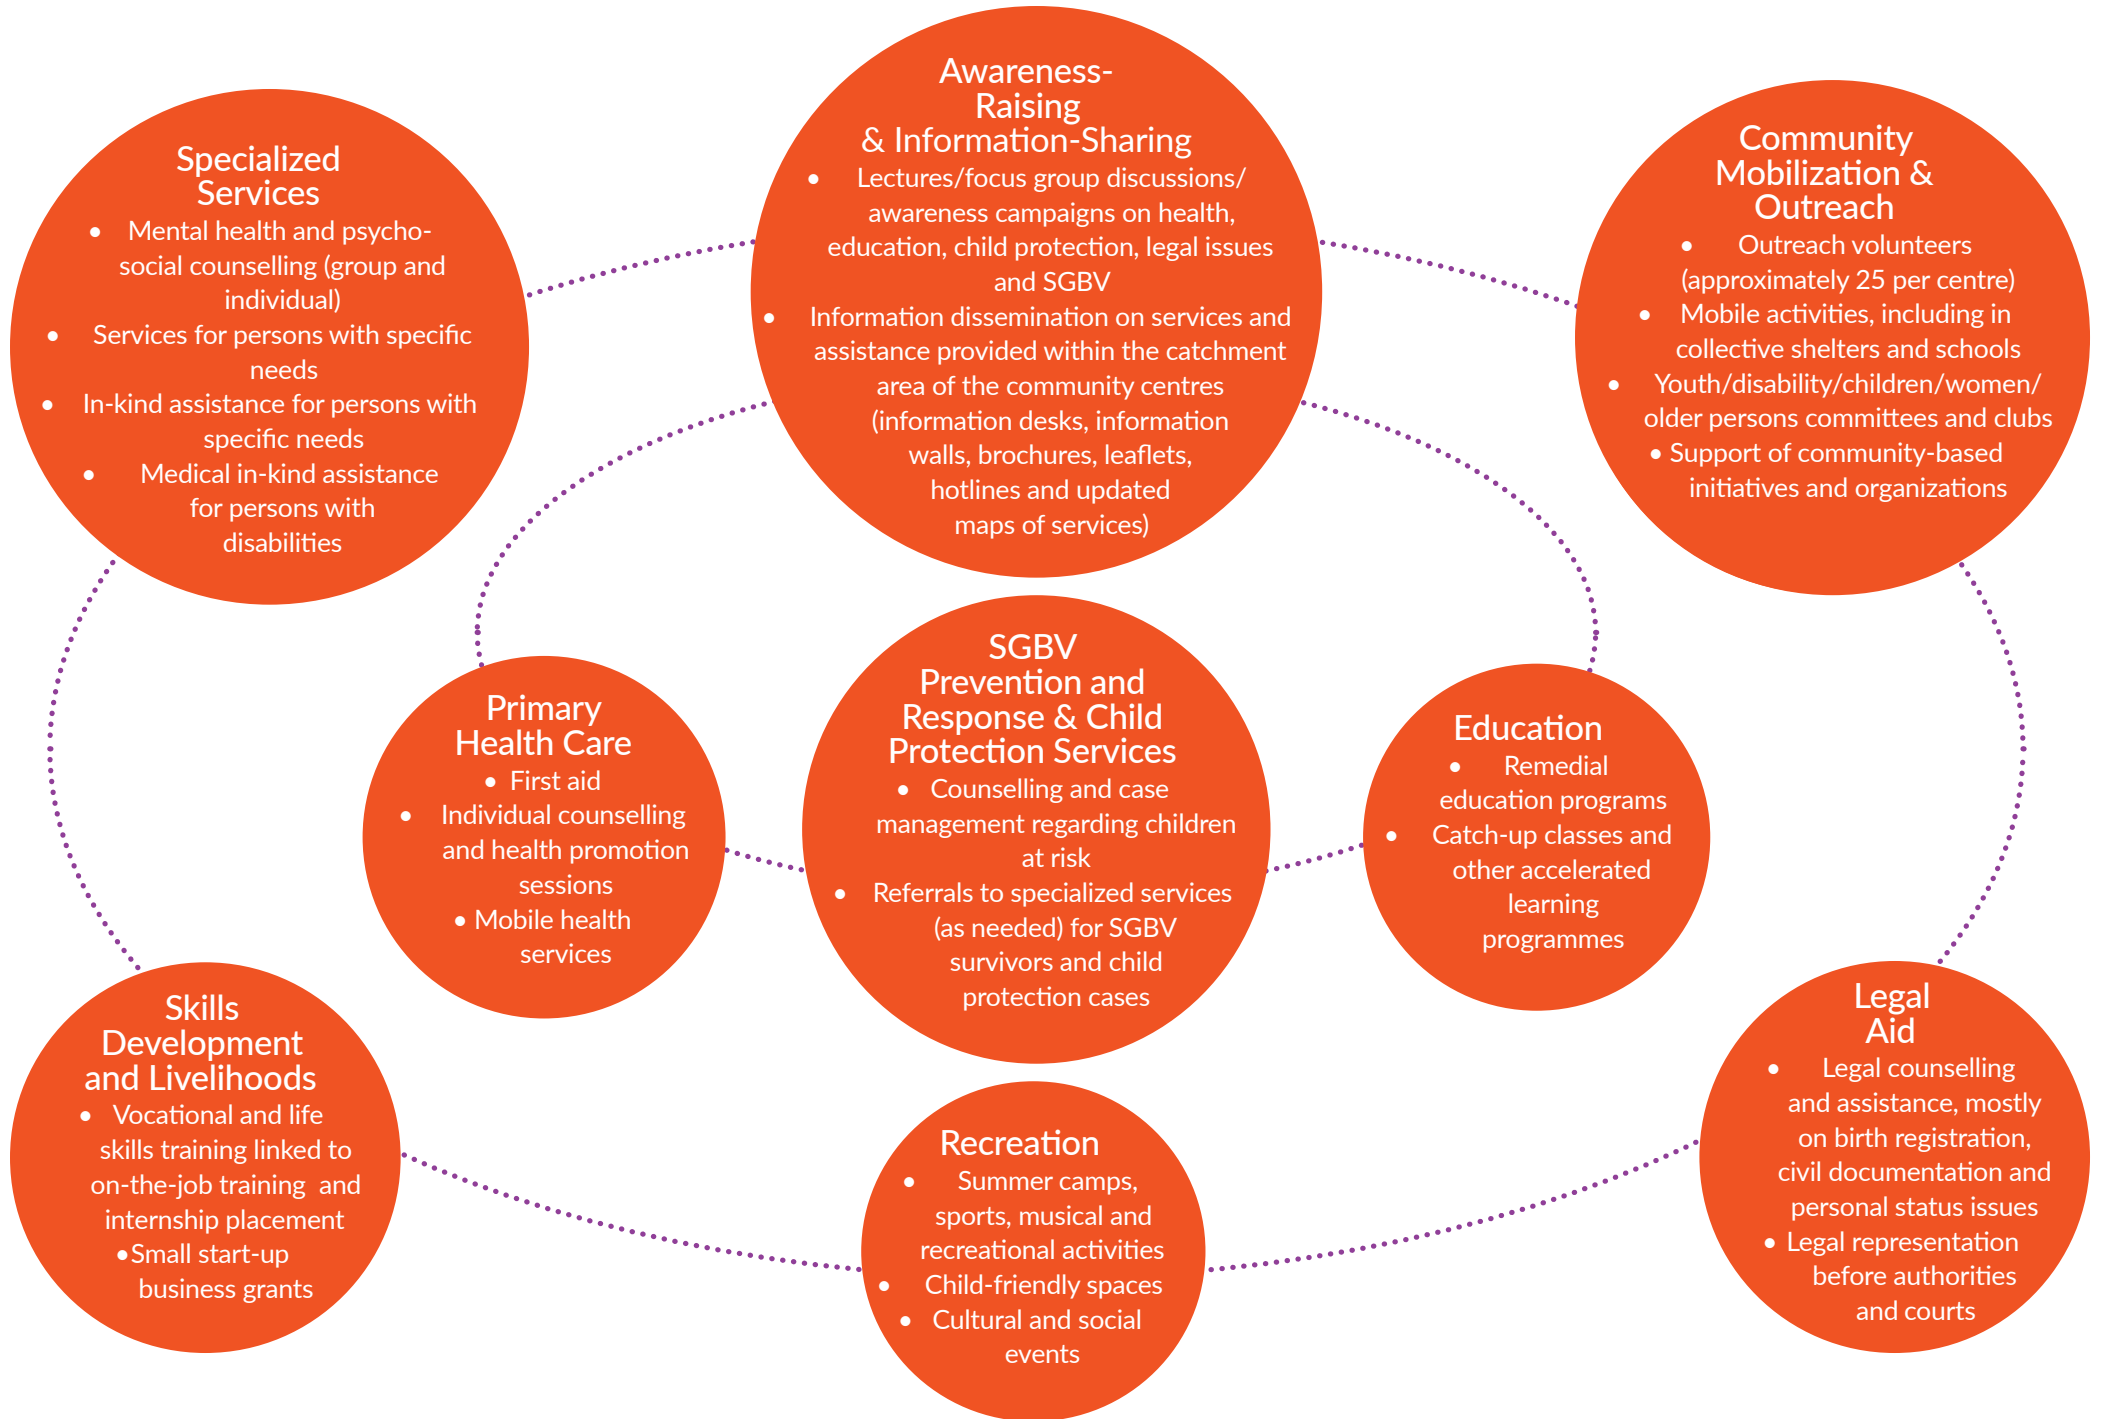 Specialized
Services
• Mental health and psycho-
social counselling (group and
individual)
• Services for persons with specific
needs
• In-kind assistance for persons with
specific needs
• Medical in-kind assistance
for persons with
disabilities
Awareness-
Raising
& Information-Sharing
• Lectures/focus group discussions/
awareness campaigns on health,
education, child protection, legal issues
and SGBV
• Information dissemination on services and
assistance provided within the catchment
area of the community centres
(information desks, information
walls, brochures, leaflets,
hotlines and updated
maps of services)
Community
Mobilization &
Outreach
• Outreach volunteers
(approximately 25 per centre)
• Mobile activities, including in
collective shelters and schools
• Youth/disability/children/women/
older persons committees and clubs
• Support of community-based
initiatives and organizations
Primary
Health Care
• First aid
• Individual counselling
and health promotion
sessions
• Mobile health
services
SGBV
Prevention and
Response & Child
Protection Services
• Counselling and case
management regarding children
at risk
• Referrals to specialized services
(as needed) for SGBV
survivors and child
protection cases
Education
• Remedial
education programs
• Catch-up classes and
other accelerated
learning
programmes
Skills
Development
and Livelihoods
• Vocational and life
skills training linked to
on-the-job training and
internship placement
• Small start-up
business grants
Recreation
• Summer camps,
sports, musical and
recreational activities
• Child-friendly spaces
• Cultural and social
events
Legal
Aid
• Legal counselling
and assistance, mostly
on birth registration,
civil documentation and
personal status issues
• Legal representation
before authorities
and courts